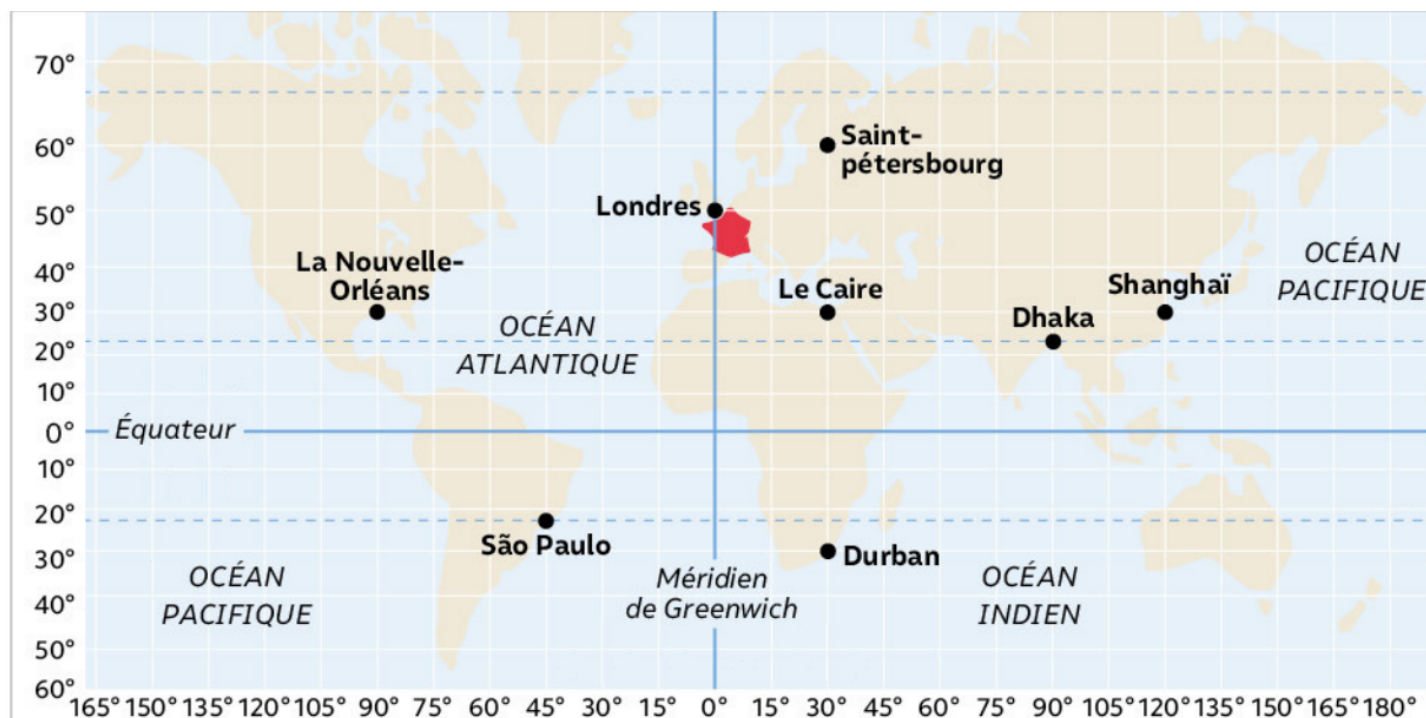 70°
60°
Saint-
pétersbourg
50°
Londres
40°
La Nouvelle-
Orléans
OCÉAN
PACIFIQUE
30°
Le Caire
Shanghaï
OCÉAN
ATLANTIQUE
Dhaka
20°
10°
0°
Équateur
10°
20°
São Paulo
30°
Durban
OCÉAN
PACIFIQUE
Méridien
de Greenwich
OCÉAN
INDIEN
40°
50°
60°
165° 150° 135° 120° 105° 90° 75° 60° 45° 30° 15° 0° 15° 30° 45° 60° 75° 90° 105° 120° 135° 150° 165° 180°